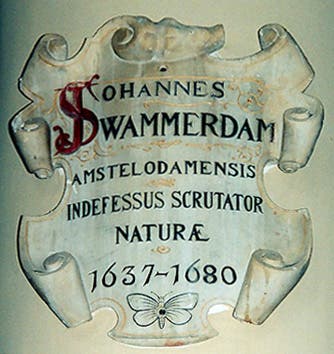 JOHANNES
SWAMMERDAM
AMSTELODAMENSIS
INDEFESSUS SCRUTATOR
NATURÆ
1637-1680